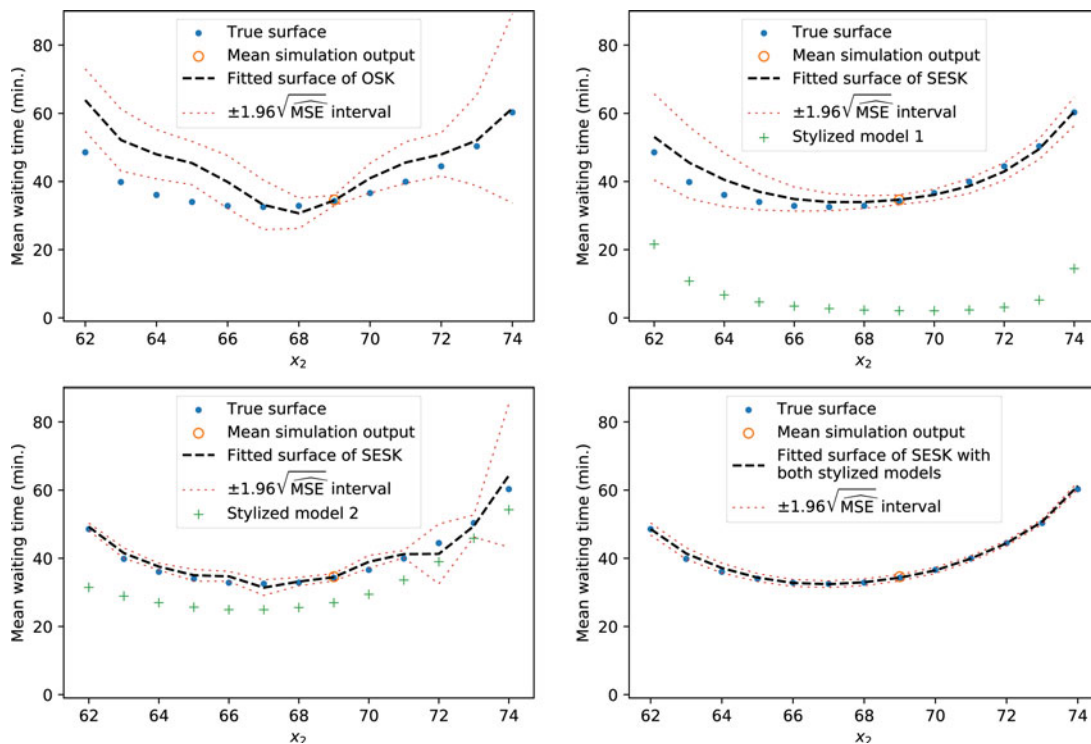 True surface
Mean simulation output
Fitted surface of OSK
±1.96√MSE interval
Mean waiting time (min.)
80
60
40
20
0
62 64 66 68 70 72 74
x₂
True surface
Mean simulation output
Fitted surface of SESK
±1.96√MSE interval
Stylized model 1
Mean waiting time (min.)
80
60
40
20
0
62 64 66 68 70 72 74
x₂
True surface
Mean simulation output
Fitted surface of SESK
±1.96√MSE interval
Stylized model 2
Mean waiting time (min.)
80
60
40
20
0
62 64 66 68 70 72 74
x₂
True surface
Mean simulation output
Fitted surface of SESK with
both stylized models
±1.96√MSE interval
Mean waiting time (min.)
80
60
40
20
0
62 64 66 68 70 72 74
x₂